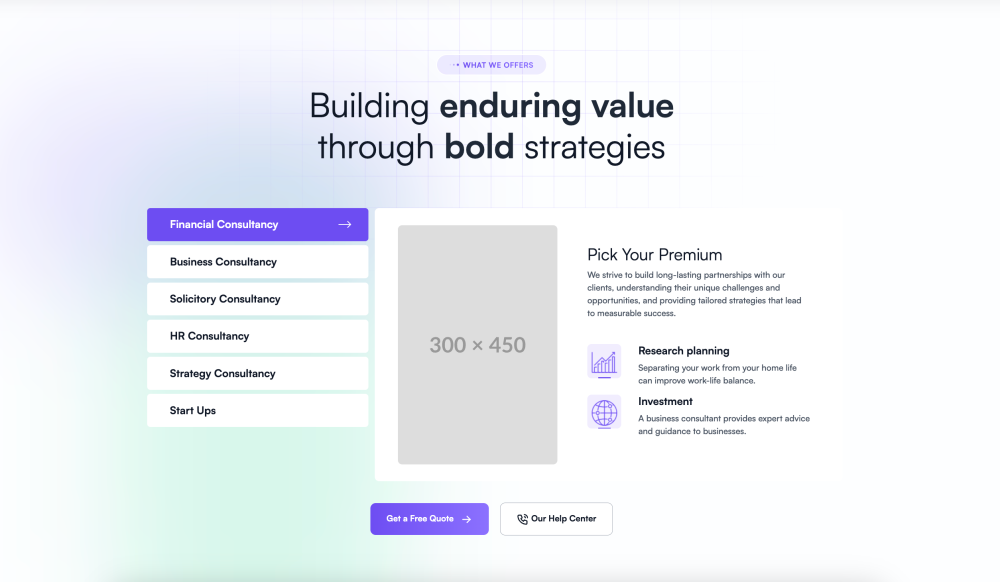 WHAT WE OFFERS
Building enduring value
through bold strategies
Financial Consultancy
Business Consultancy
Solicitory Consultancy
HR Consultancy
Strategy Consultancy
Start Ups
300 × 450
Pick Your Premium
We strive to build long-lasting partnerships with our
clients, understanding their unique challenges and
opportunities, and providing tailored strategies that lead
to measurable success.
Research planning
Separating your work from your home life
can improve work-life balance.
Investment
A business consultant provides expert advice
and guidance to businesses.
Get a Free Quote
Our Help Center